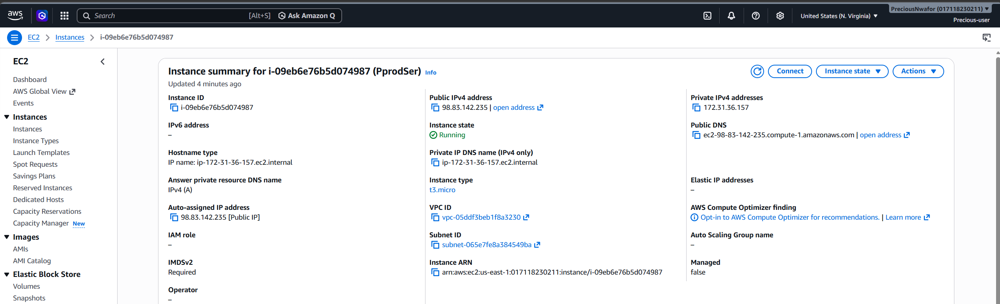 aws
Search [Alt+S] Ask Amazon Q
United States (N. Virginia) ▼
PreciousNwafor (017118230211) ▼
Precious-user
EC2 > Instances > i-09eb6e76b5d074987
EC2
Dashboard
AWS Global View
Events
Instances
Instances
Instance Types
Launch Templates
Spot Requests
Savings Plans
Reserved Instances
Dedicated Hosts
Capacity Reservations
Capacity Manager New
Images
AMIs
AMI Catalog
Elastic Block Store
Volumes
Snapshots
Instance summary for i-09eb6e76b5d074987 (PprodSer) Info
Updated 4 minutes ago
Connect
Instance state ▼
Actions ▼
Instance ID
i-09eb6e76b5d074987
IPv6 address
–
Hostname type
IP name: ip-172-31-36-157.ec2.internal
Answer private resource DNS name
IPv4 (A)
Auto-assigned IP address
98.83.142.235 [Public IP]
IAM role
–
IMDSv2
Required
Operator
–
Public IPv4 address
98.83.142.235 | open address
Instance state
Running
Private IP DNS name (IPv4 only)
ip-172-31-36-157.ec2.internal
Instance type
t3.micro
VPC ID
vpc-05ddf3beb1f8a3230
Subnet ID
subnet-065e7fe8a384549ba
Instance ARN
arn:aws:ec2:us-east-1:017118230211:instance/i-09eb6e76b5d074987
Private IPv4 addresses
172.31.36.157
Public DNS
ec2-98-83-142-235.compute-1.amazonaws.com | open address
Elastic IP addresses
–
AWS Compute Optimizer finding
Opt-in to AWS Compute Optimizer for recommendations. | Learn more
Auto Scaling Group name
–
Managed
false